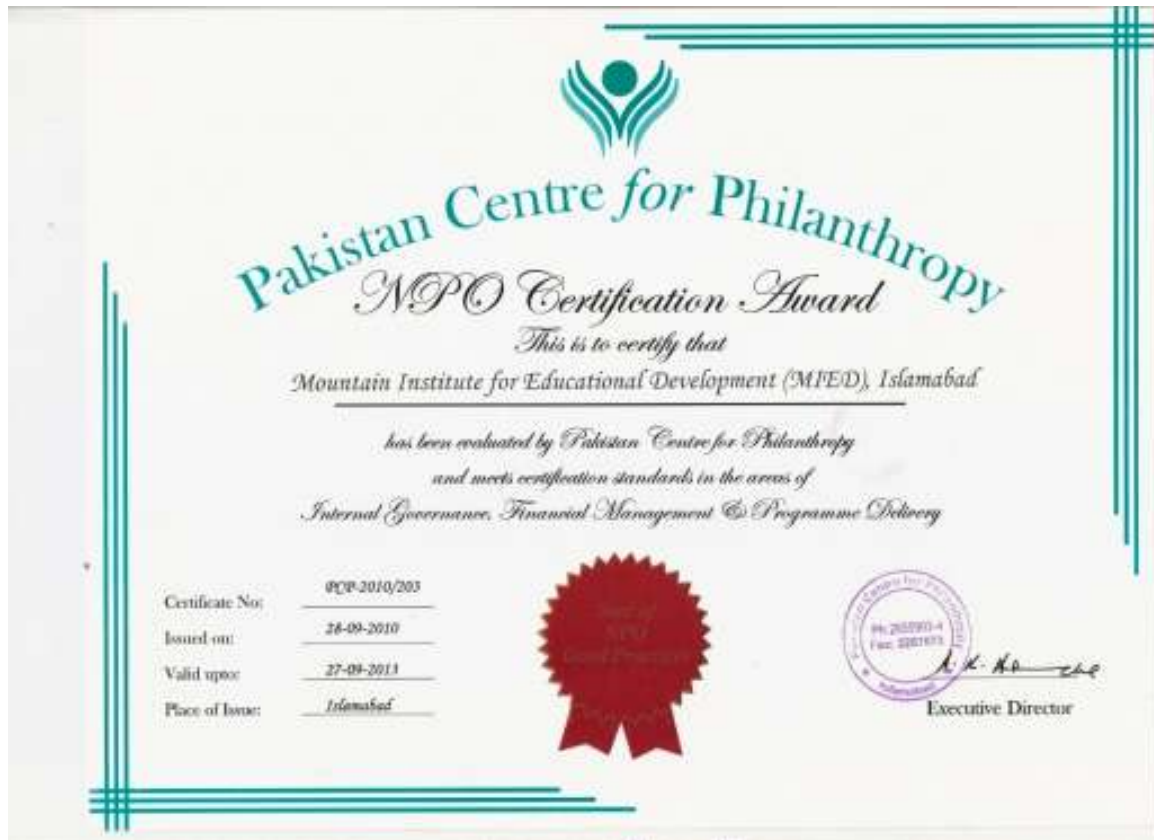 Pakistan Centre for Philanthropy
NPO Certification Award
This is to certify that
Mountain Institute for Educational Development (MIED), Islamabad
has been evaluated by Pakistan Centre for Philanthropy
and meets certification standards in the areas of
Internal Governance, Financial Management & Programme Delivery
Certificate No: PCP-2010/203
Issued on: 28-09-2010
Valid upto: 27-09-2013
Place of Issue: Islamabad
NPO
Islamabad
Executive Director